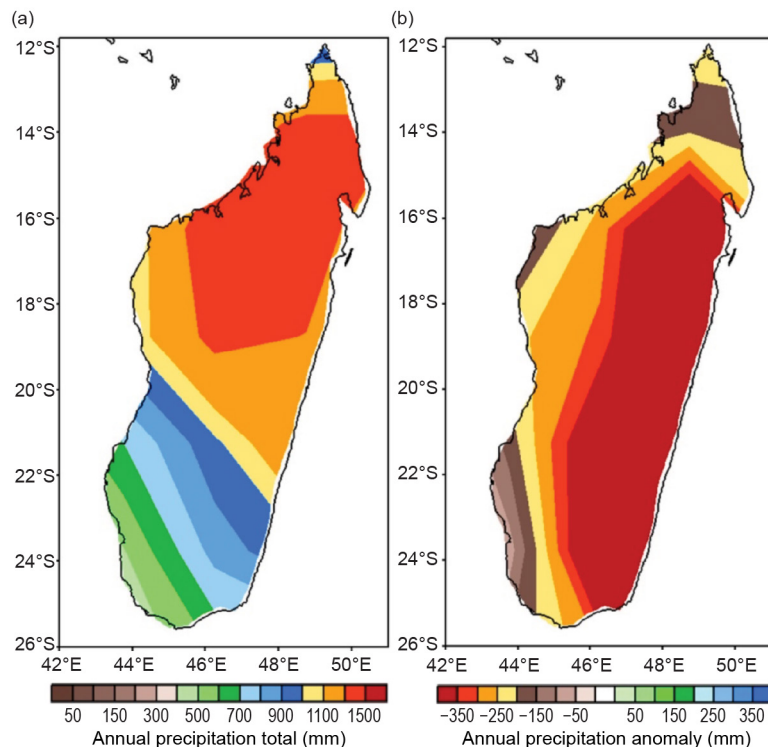 (a)
(b)
12°S
14°S
16°S
18°S
20°S
22°S
24°S
26°S
42°E 44°E 46°E 48°E 50°E
50 150 300 500 700 900 1100 1500
Annual precipitation total (mm)
12°S
14°S
16°S
18°S
20°S
22°S
24°S
26°S
42°E 44°E 46°E 48°E 50°E
−350 −250 −150 −50 50 150 250 350
Annual precipitation anomaly (mm)